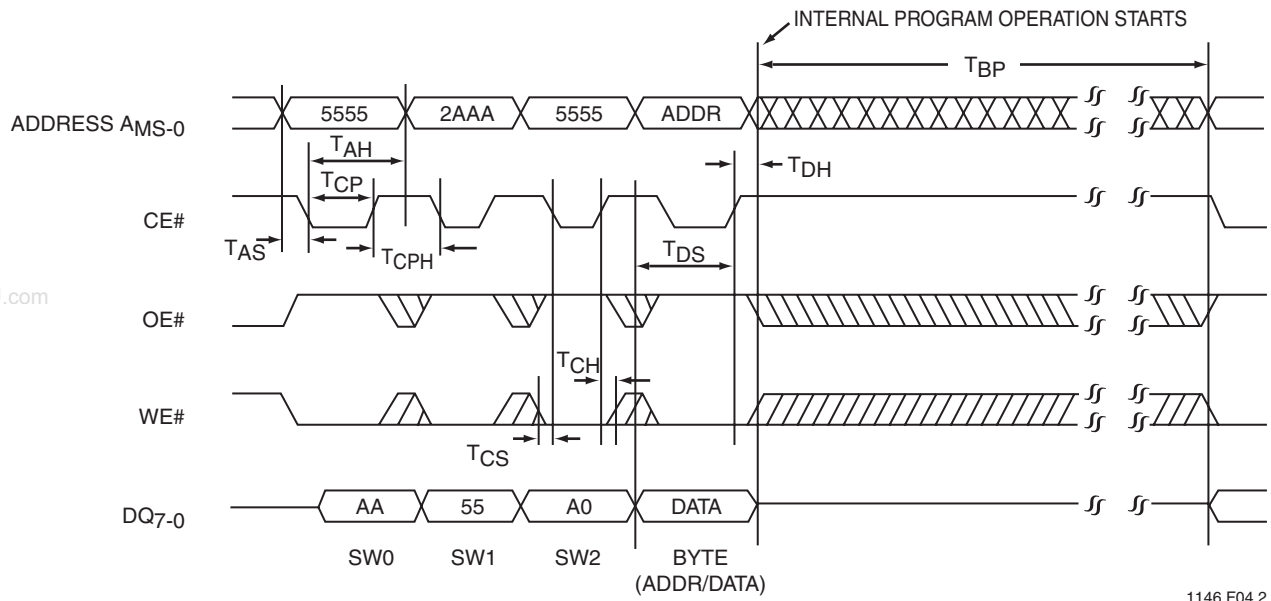 INTERNAL PROGRAM OPERATION STARTS
TBP
ADDRESS AMS-0
5555
2AAA
5555
ADDR
TAH
TDH
TCP
CE#
TAS
TCPH
TDS
.com
OE#
TCH
WE#
TCS
DQ7-0
AA
55
A0
DATA
SW0
SW1
SW2
BYTE
(ADDR/DATA)
1146 F04.2